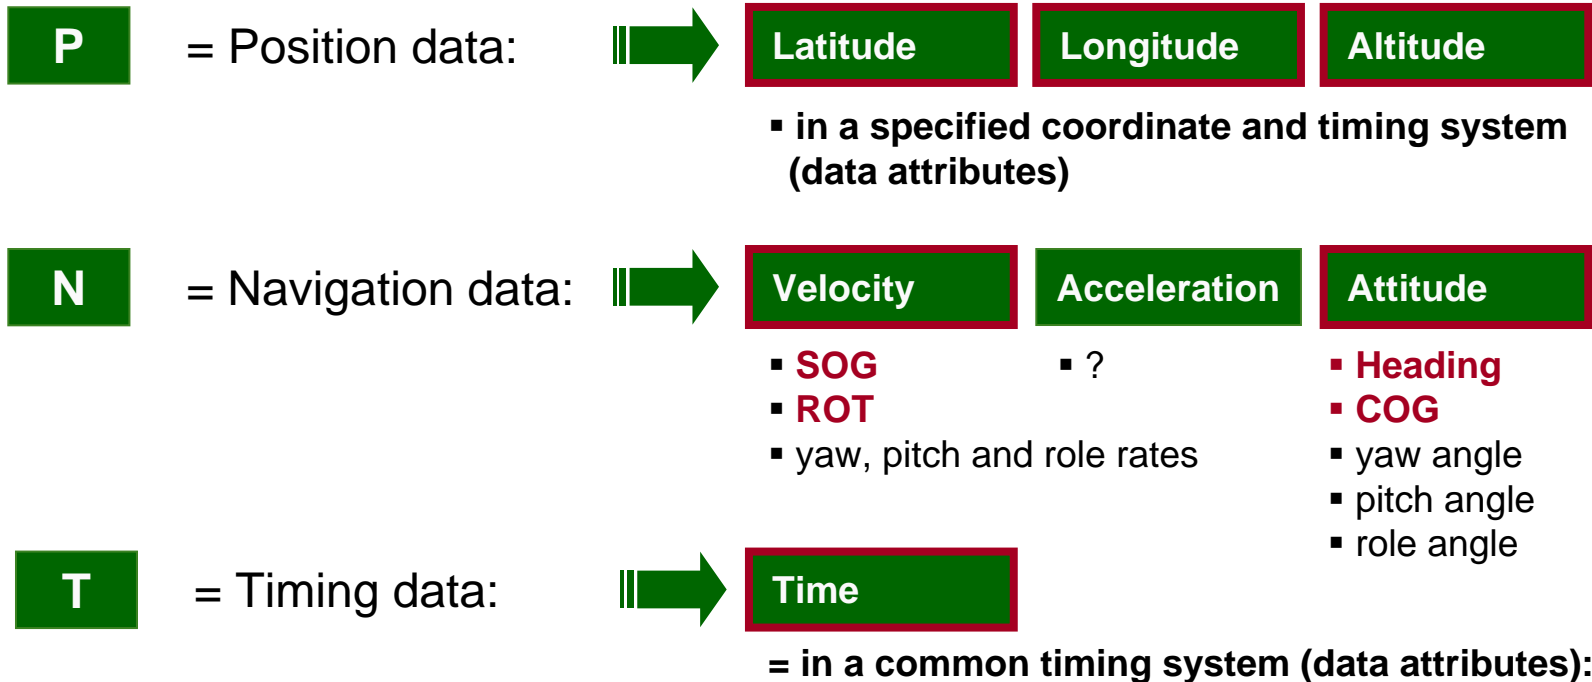 P = Position data: Latitude Longitude Altitude
▪ in a specified coordinate and timing system
(data attributes)
N = Navigation data: Velocity Acceleration Attitude
▪ SOG ▪ ? ▪ Heading
▪ ROT ▪ COG
▪ yaw, pitch and role rates ▪ yaw angle
▪ pitch angle
▪ role angle
T = Timing data: Time
= in a common timing system (data attributes):